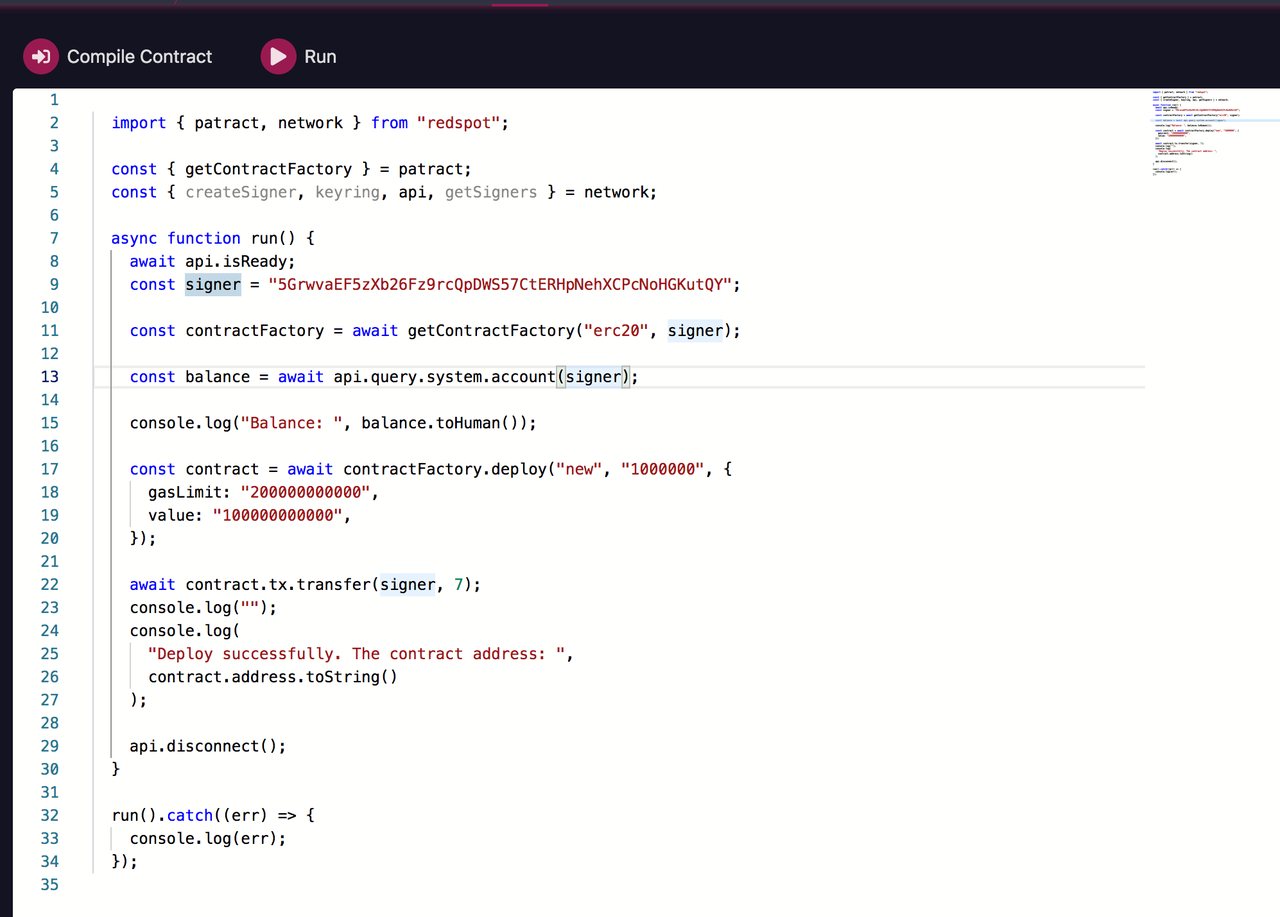 Compile Contract
Run
1
2 import { patract, network } from "redspot";
3
4 const { getContractFactory } = patract;
5 const { createSigner, keyring, api, getSigners } = network;
6
7 async function run() {
8 await api.isReady;
9 const signer = "5GrwvaEF5zXb26Fz9rcQpDWS57CtERHpNehXCPcNoHGKutQY";
10
11 const contractFactory = await getContractFactory("erc20", signer);
12
13 const balance = await api.query.system.account(signer);
14
15 console.log("Balance: ", balance.toHuman());
16
17 const contract = await contractFactory.deploy("new", "1000000", {
18 gasLimit: "200000000000",
19 value: "100000000000",
20 });
21
22 await contract.tx.transfer(signer, 7);
23 console.log("");
24 console.log(
25 "Deploy successfully. The contract address: ",
26 contract.address.toString()
27 );
28
29 api.disconnect();
30 }
31
32 run().catch((err) => {
33 console.log(err);
34 });
35